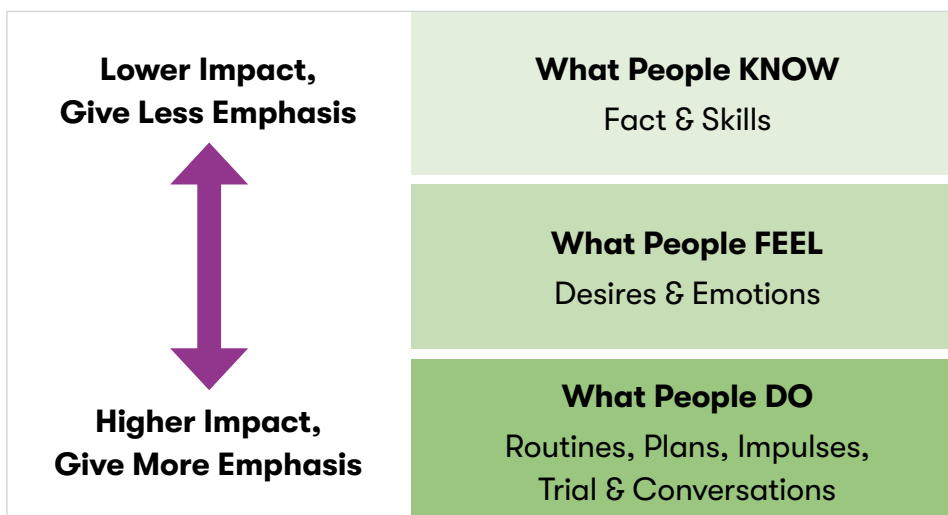 Lower Impact,
Give Less Emphasis
What People KNOW
Fact & Skills
What People FEEL
Desires & Emotions
Higher Impact,
Give More Emphasis
What People DO
Routines, Plans, Impulses,
Trial & Conversations